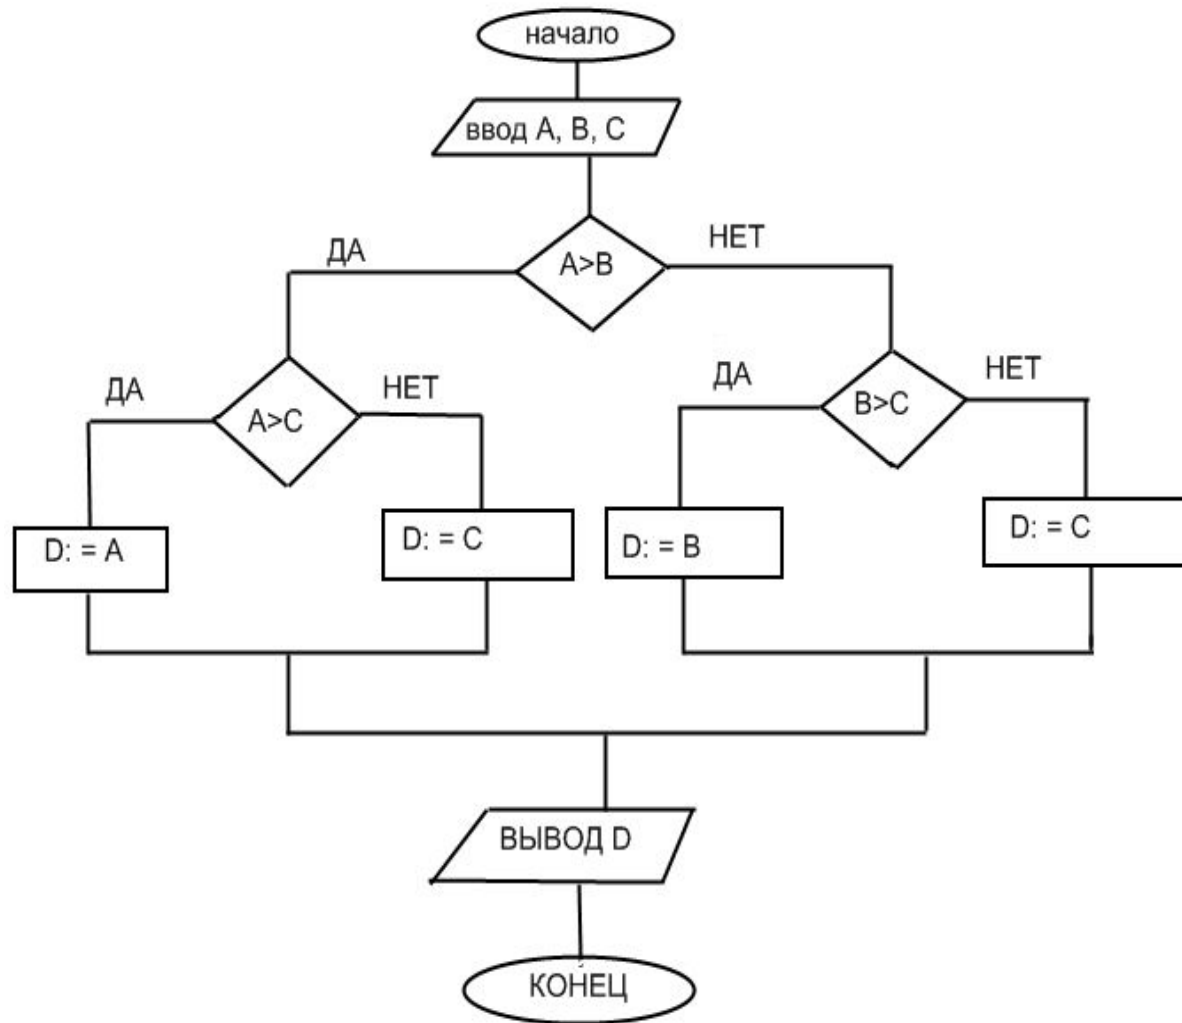 начало
ввод A, B, C
A>B
ДА
НЕТ
A>C
ДА
НЕТ
B>C
ДА
НЕТ
D: = A
D: = C
D: = B
D: = C
ВЫВОД D
КОНЕЦ